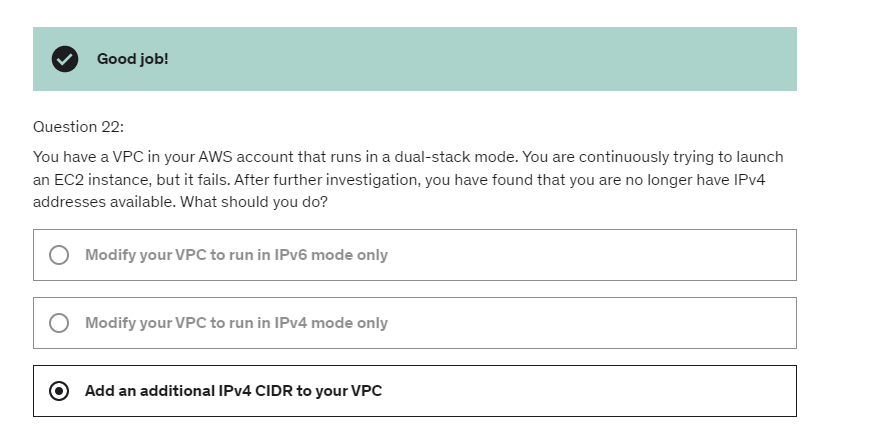 Good job!
Question 22:
You have a VPC in your AWS account that runs in a dual-stack mode. You are continuously trying to launch
an EC2 instance, but it fails. After further investigation, you have found that you are no longer have IPv4
addresses available. What should you do?
Modify your VPC to run in IPv6 mode only
Modify your VPC to run in IPv4 mode only
Add an additional IPv4 CIDR to your VPC